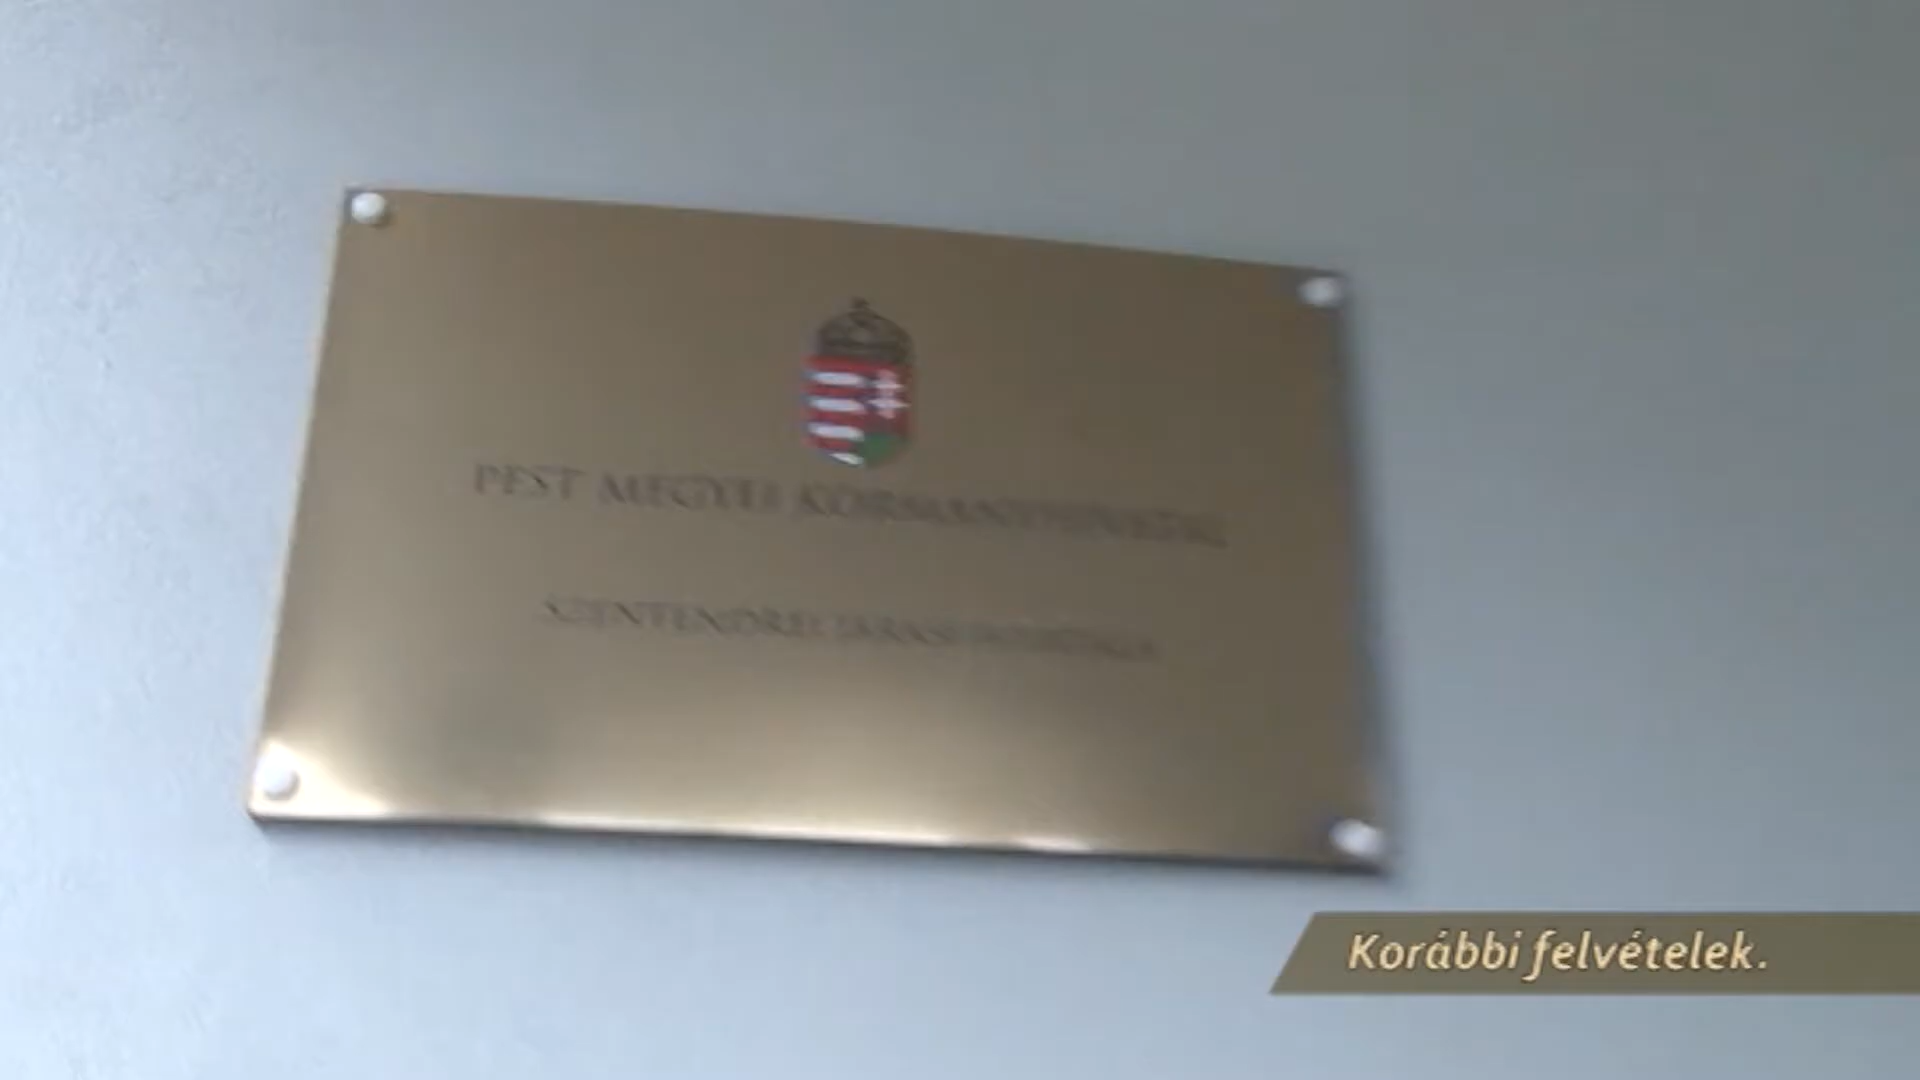 PEST MEGYEI KORMÁNYHIVATAL
SZENTENDREI JÁRÁSI HIVATALA
Korábbi felvételek.